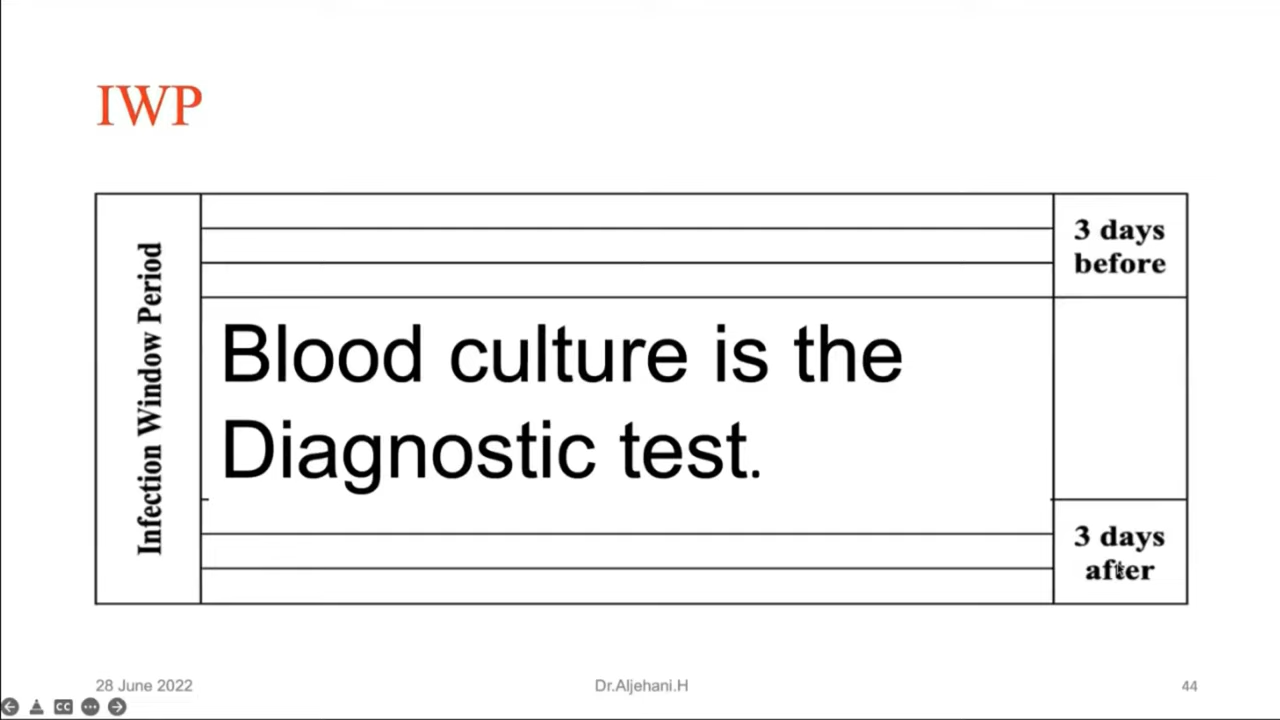 IWP
Infection Window Period
3 days
before
Blood culture is the
Diagnostic test.
3 days
after
28 June 2022
Dr.Aljehani.H
44
CC